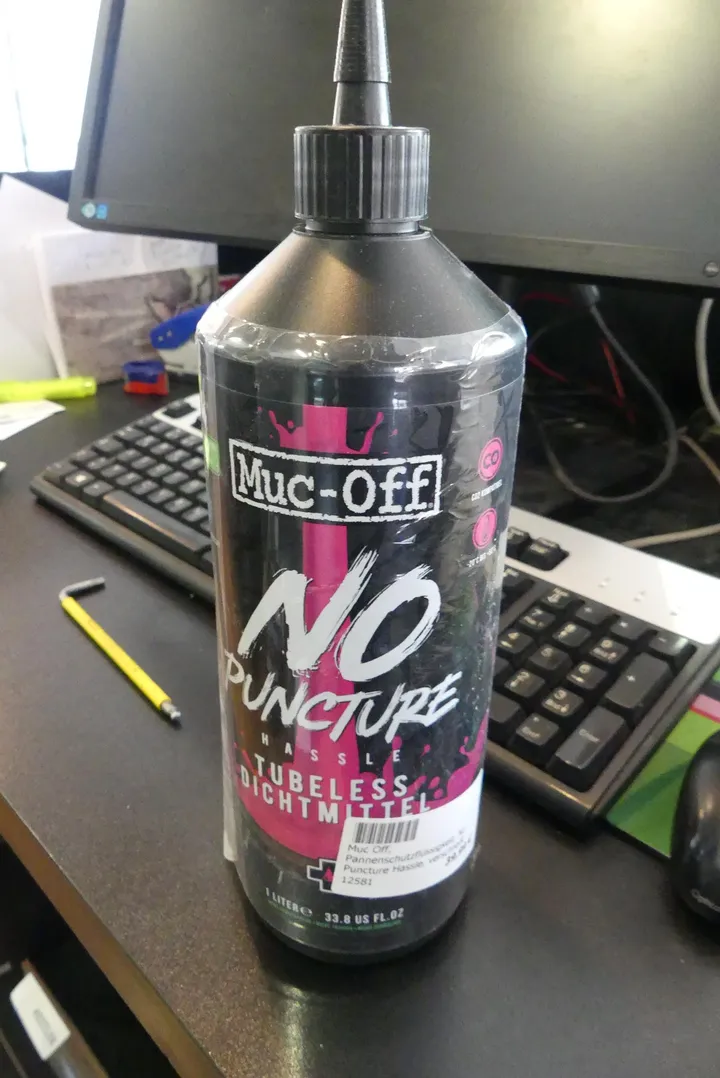 Muc-Off
NO
PUNCTURE
HASSLE
TUBELESS
DICHTMITTEL
Muc Off,
Pannenschutzflüssigkeit
Puncture Hassle,
12581
1 LITER ℮ 33.8 US FL.OZ